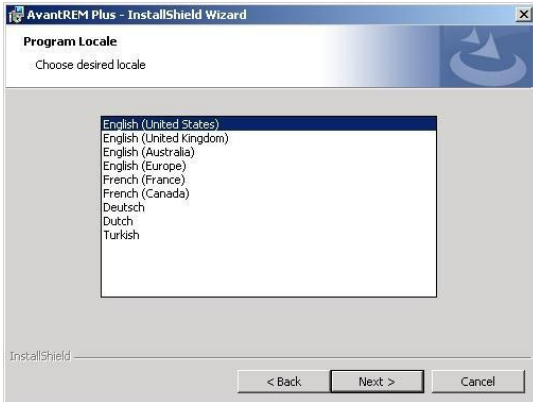 AvantREM Plus - InstallShield Wizard
Program Locale
Choose desired locale
English (United States)
English (United Kingdom)
English (Australia)
English (Europe)
French (France)
French (Canada)
Deutsch
Dutch
Turkish
InstallShield
< Back
Next >
Cancel